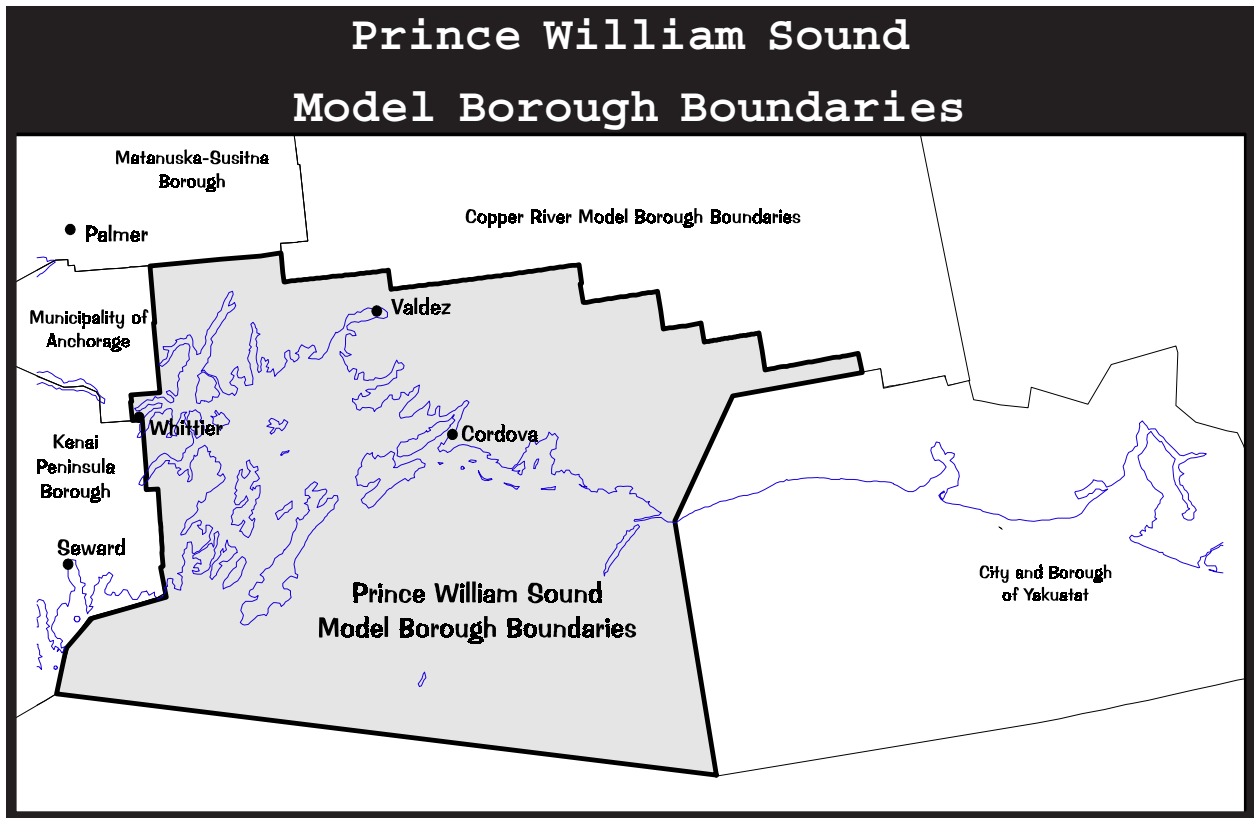 Prince William Sound
Model Borough Boundaries
Matanuska-Susitna
Borough
Copper River Model Borough Boundaries
Palmer
Valdez
Municipality of
Anchorage
Whittier
Cordova
Kenai
Peninsula
Borough
Seward
City and Borough
of Yakustat
Prince William Sound
Model Borough Boundaries